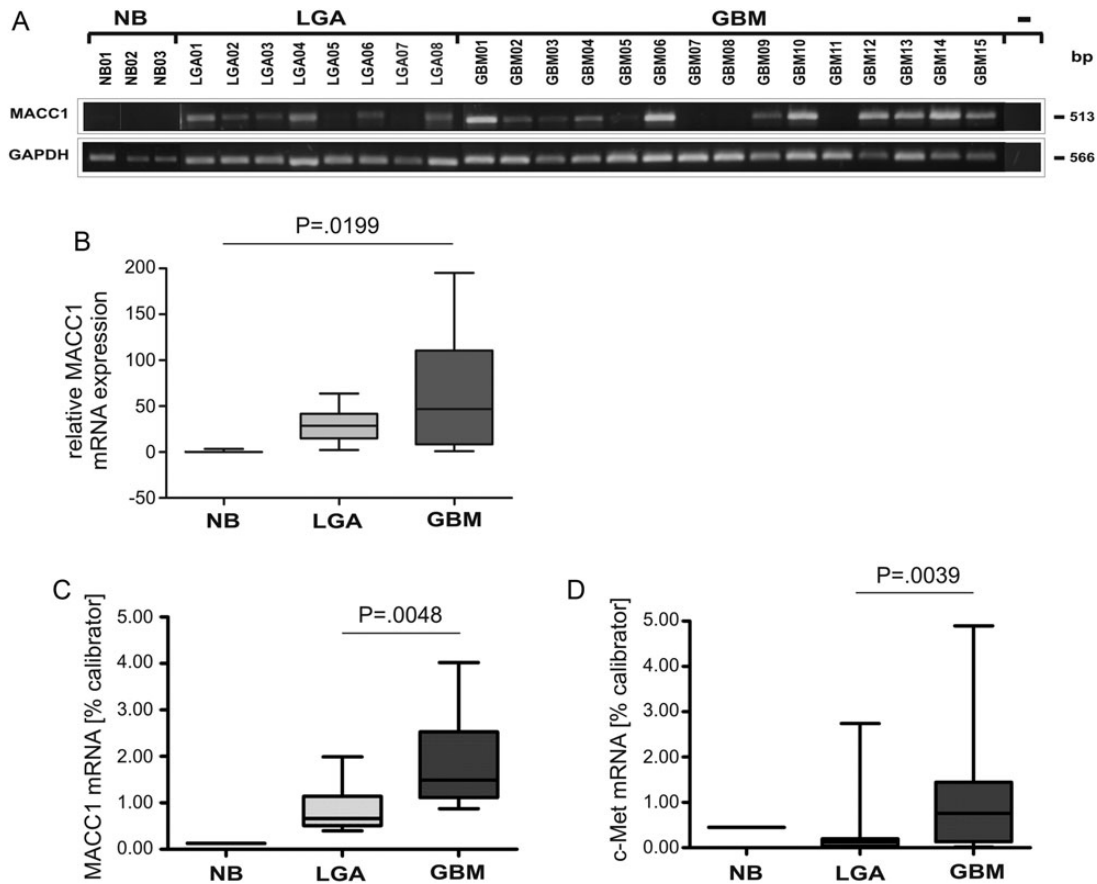 A
NB LGA GBM -
NB01 NB02 NB03 LGA01 LGA02 LGA03 LGA04 LGA05 LGA06 LGA07 LGA08 GBM01 GBM02 GBM03 GBM04 GBM05 GBM06 GBM07 GBM08 GBM09 GBM10 GBM11 GBM12 GBM13 GBM14 GBM15 bp
MACC1 513
GAPDH 566
B
P=.0199
relative MACC1
mRNA expression
200
150
100
50
0
-50
NB LGA GBM
C
P=.0048
MACC1 mRNA [% calibrator]
5.00
4.00
3.00
2.00
1.00
0.00
NB LGA GBM
D
P=.0039
c-Met mRNA [% calibrator]
5.00
4.00
3.00
2.00
1.00
0.00
NB LGA GBM